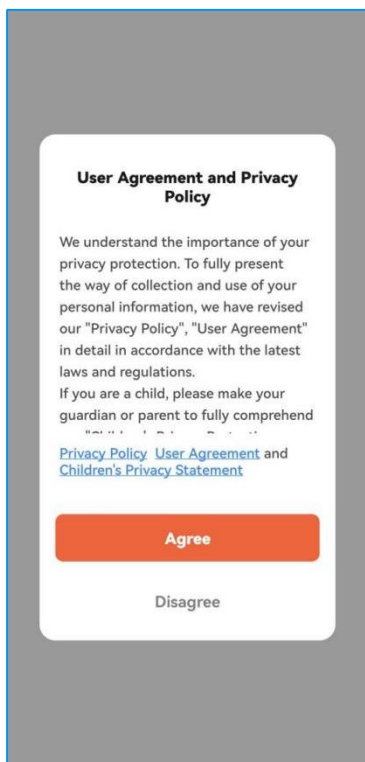 User Agreement and Privacy
Policy
We understand the importance of your
privacy protection. To fully present
the way of collection and use of your
personal information, we have revised
our "Privacy Policy", "User Agreement"
in detail in accordance with the latest
laws and regulations.
If you are a child, please make your
guardian or parent to fully comprehend
Privacy Policy User Agreement and
Children's Privacy Statement
Agree
Disagree